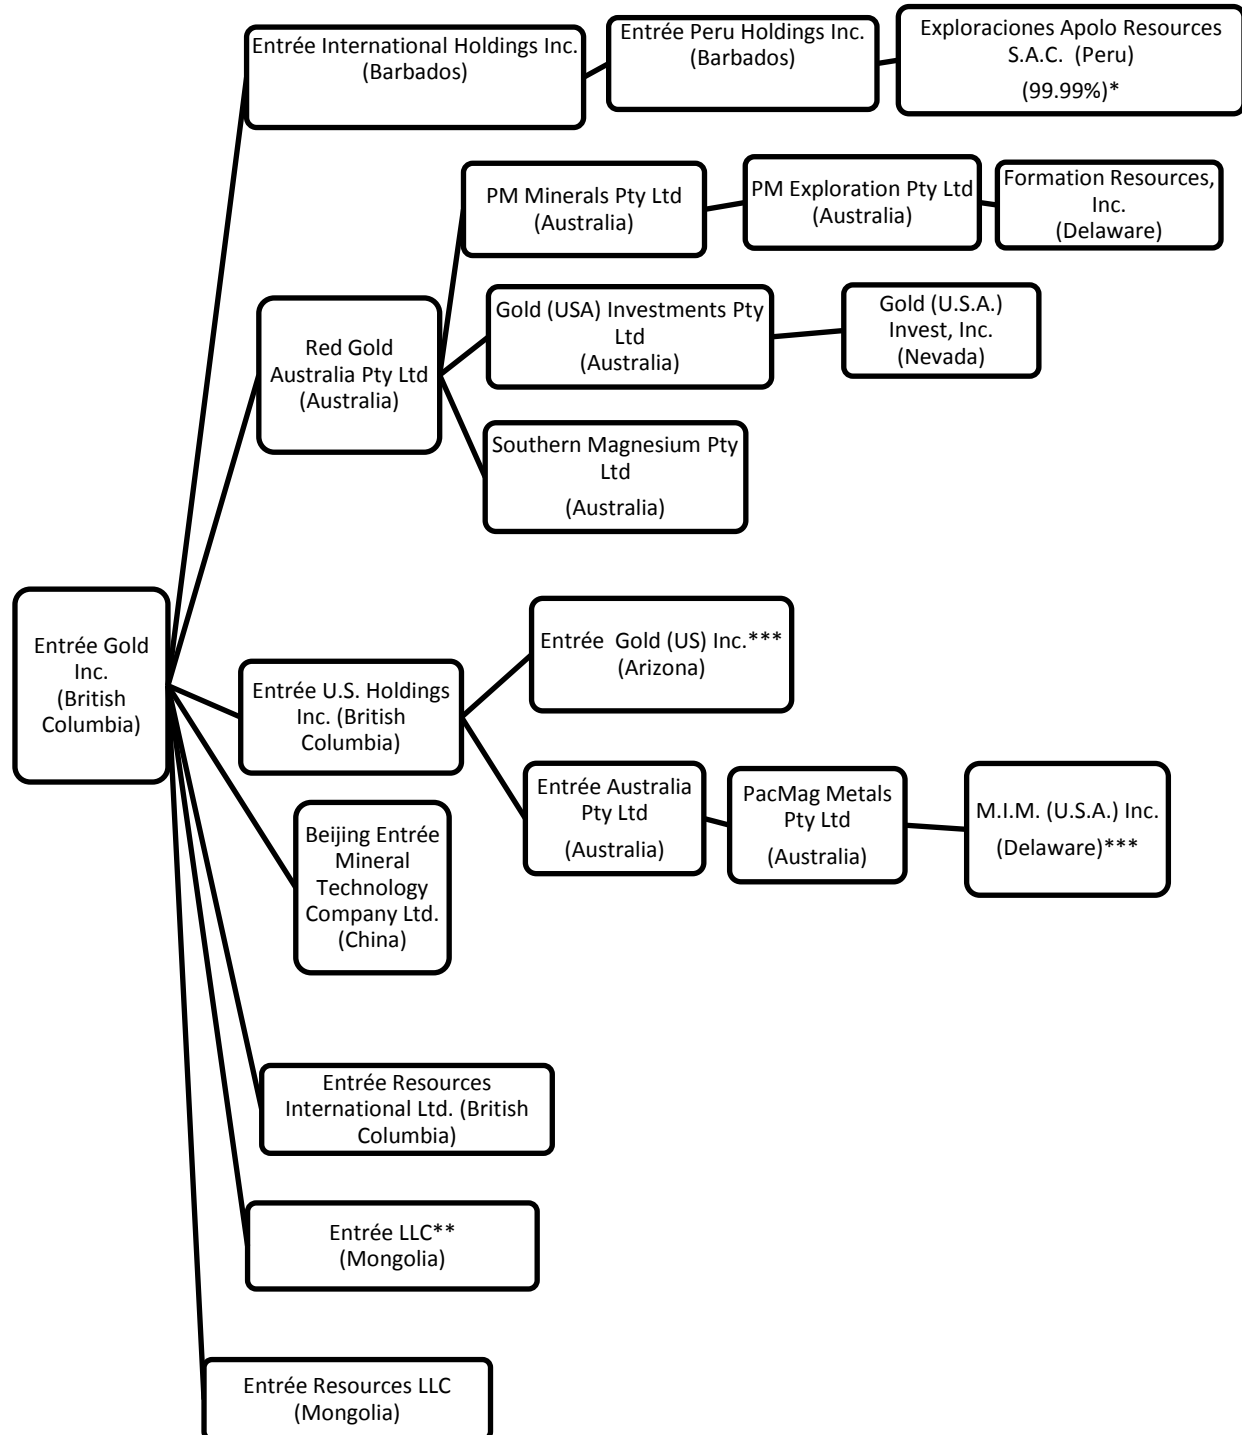 Entrée International Holdings Inc.
(Barbados)
Entrée Peru Holdings Inc.
(Barbados)
Exploraciones Apolo Resources
S.A.C. (Peru)
(99.99%)*
PM Minerals Pty Ltd
(Australia)
PM Exploration Pty Ltd
(Australia)
Formation Resources,
Inc.
(Delaware)
Red Gold
Australia Pty Ltd
(Australia)
Gold (USA) Investments Pty
Ltd
(Australia)
Gold (U.S.A.)
Invest, Inc.
(Nevada)
Southern Magnesium Pty
Ltd
(Australia)
Entrée Gold
Inc.
(British
Columbia)
Entrée U.S. Holdings
Inc. (British
Columbia)
Entrée Gold (US) Inc.***
(Arizona)
Entrée Australia
Pty Ltd
(Australia)
PacMag Metals
Pty Ltd
(Australia)
M.I.M. (U.S.A.) Inc.
(Delaware)***
Beijing Entrée
Mineral
Technology
Company Ltd.
(China)
Entrée Resources
International Ltd. (British
Columbia)
Entrée LLC**
(Mongolia)
Entrée Resources LLC
(Mongolia)